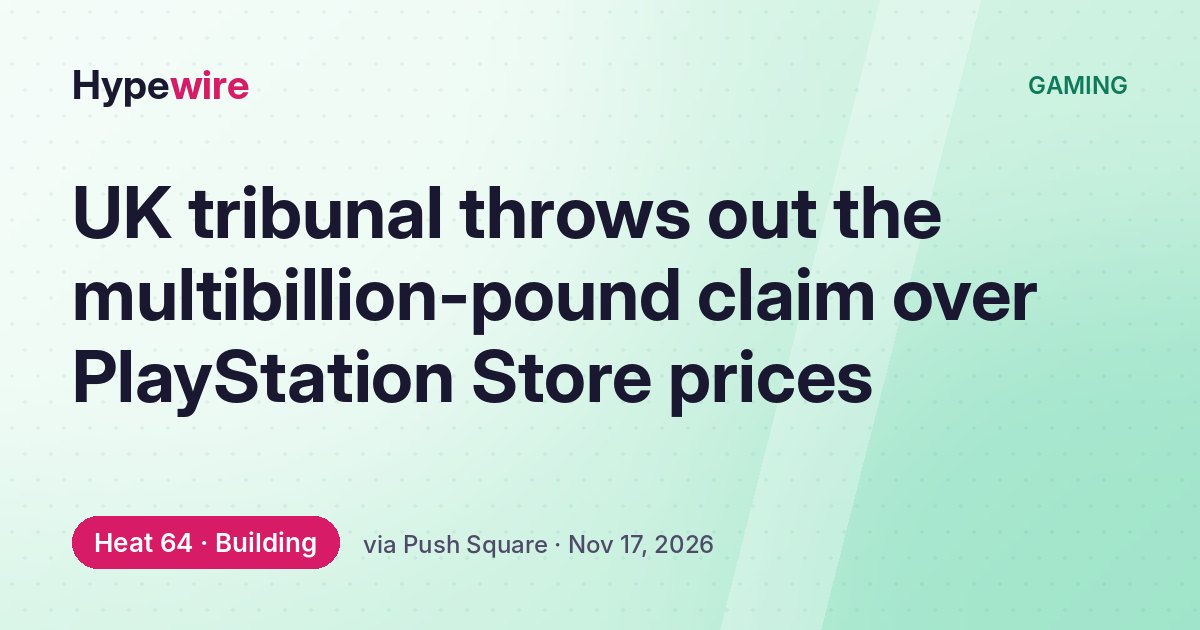 Hypewire
GAMING
UK tribunal throws out the
multibillion-pound claim over
PlayStation Store prices
Heat 64 · Building
via Push Square · Nov 17, 2026